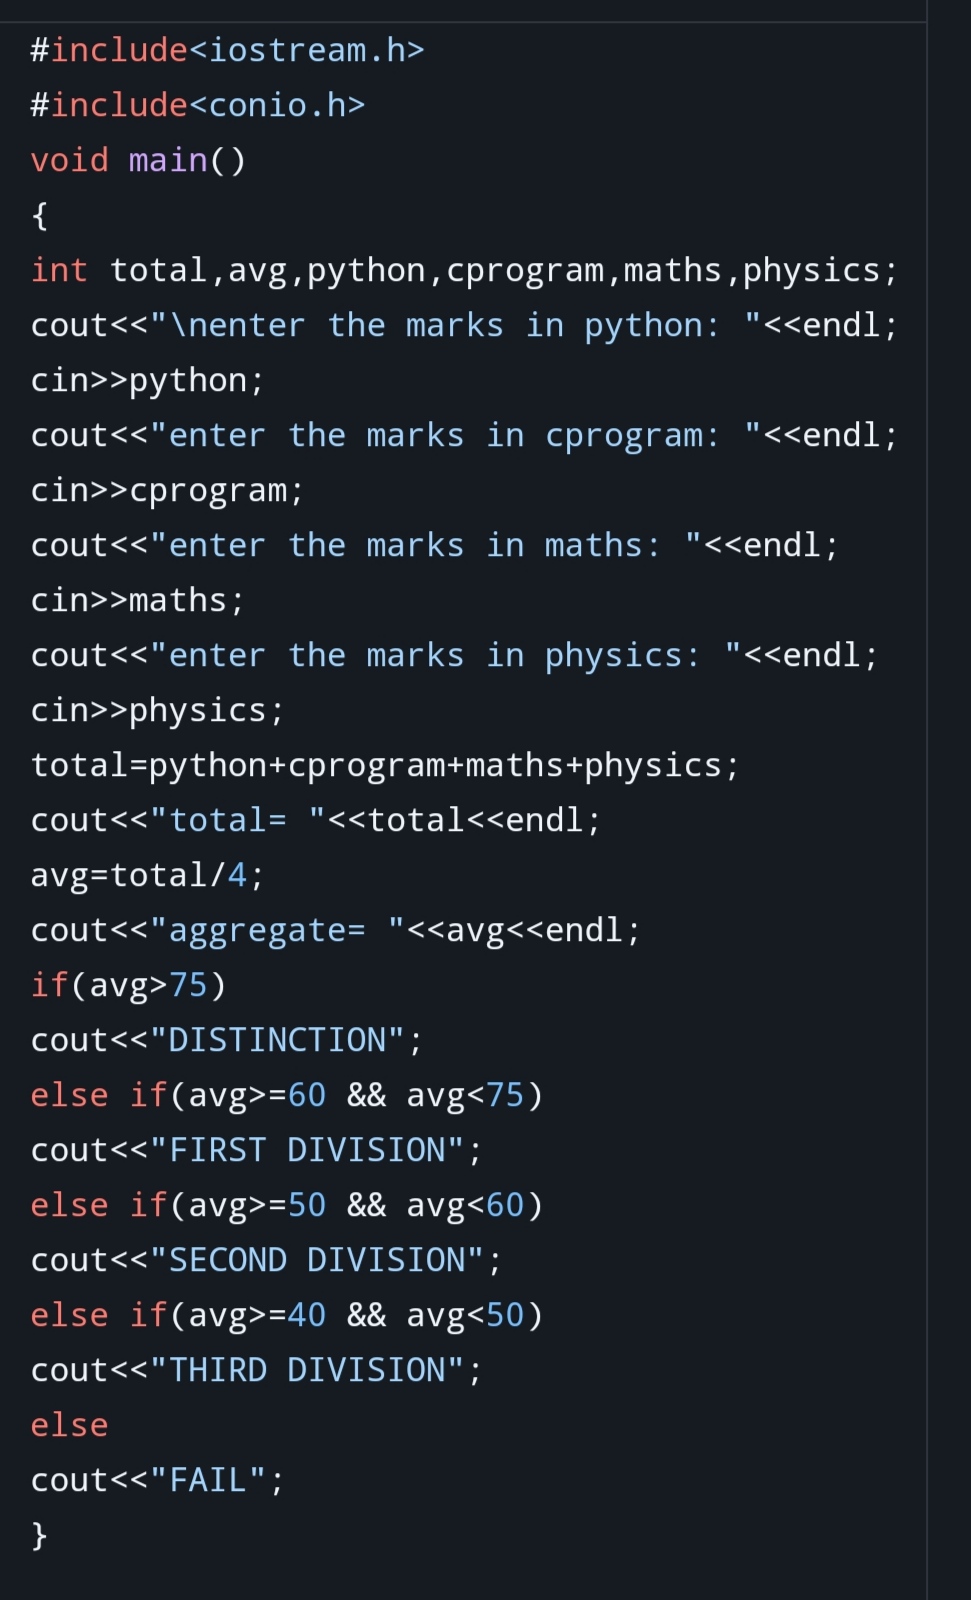 #include<iostream.h>
#include<conio.h>
void main()
{
int total,avg,python,cprogram,maths,physics;
cout<<"\nenter the marks in python: "<<endl;
cin>>python;
cout<<"enter the marks in cprogram: "<<endl;
cin>>cprogram;
cout<<"enter the marks in maths: "<<endl;
cin>>maths;
cout<<"enter the marks in physics: "<<endl;
cin>>physics;
total=python+cprogram+maths+physics;
cout<<"total= "<<total<<endl;
avg=total/4;
cout<<"aggregate= "<<avg<<endl;
if(avg>75)
cout<<"DISTINCTION";
else if(avg>=60 && avg<75)
cout<<"FIRST DIVISION";
else if(avg>=50 && avg<60)
cout<<"SECOND DIVISION";
else if(avg>=40 && avg<50)
cout<<"THIRD DIVISION";
else
cout<<"FAIL";
}